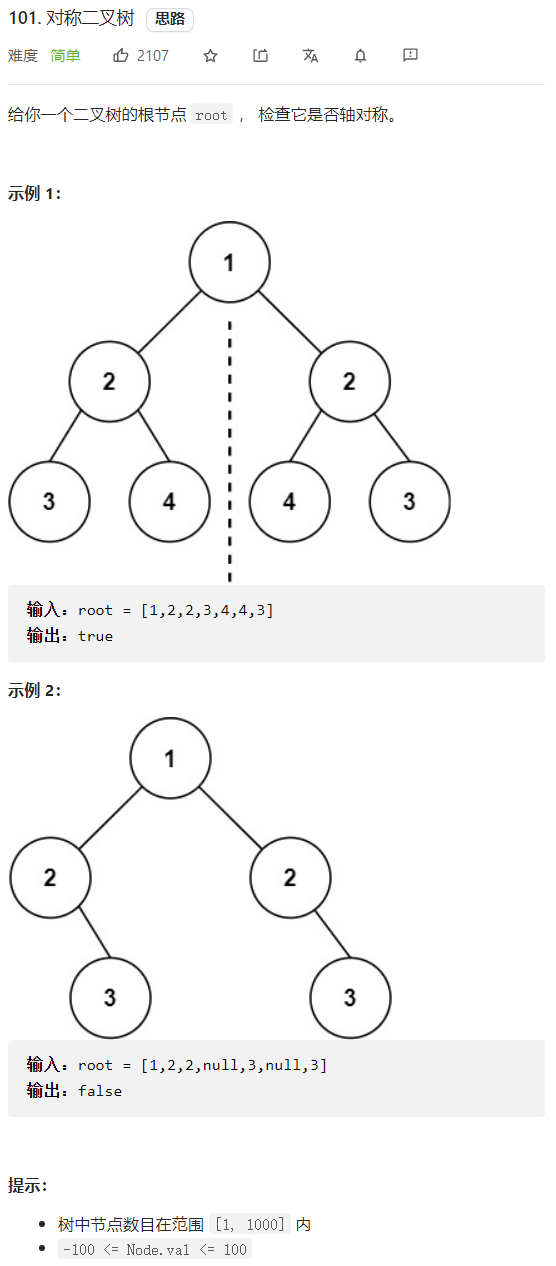 101. 对称二叉树 思路
难度 简单 2107
给你一个二叉树的根节点 root ， 检查它是否轴对称。
示例 1：
1
2 2
3 4 4 3
输入：root = [1,2,2,3,4,4,3]
输出：true
示例 2：
1
2 2
3 3
输入：root = [1,2,2,null,3,null,3]
输出：false
提示：
树中节点数目在范围 [1, 1000] 内
-100 <= Node.val <= 100